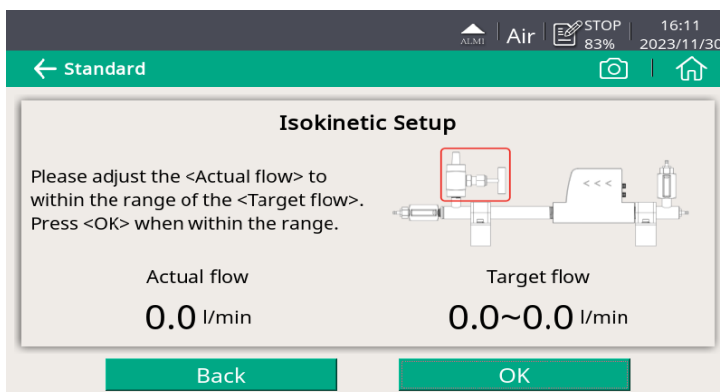 ALM1 Air STOP 16:11
83% 2023/11/30
Standard
Isokinetic Setup
Please adjust the <Actual flow> to
within the range of the <Target flow>.
Press <OK> when within the range.
< < <
Actual flow Target flow
0.0 l/min 0.0~0.0 l/min
Back OK